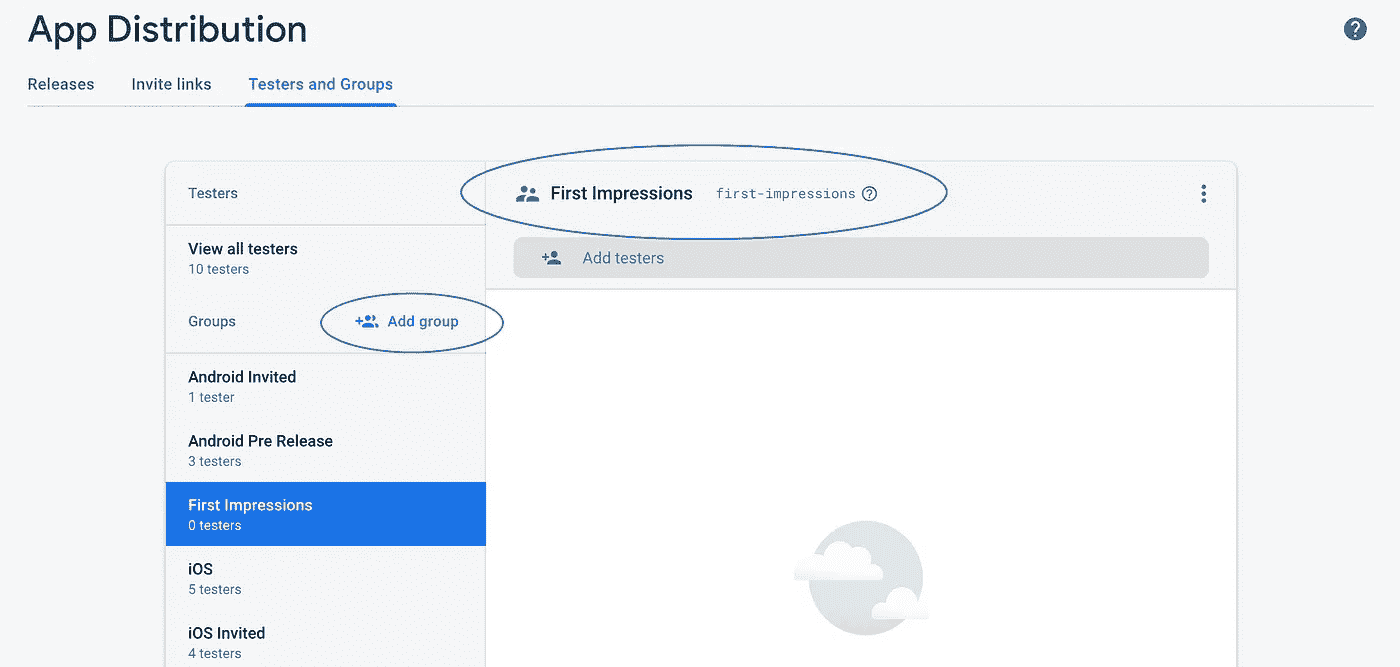 App Distribution
Releases Invite links Testers and Groups
Testers
View all testers
10 testers
Groups Add group
Android Invited
1 tester
Android Pre Release
3 testers
First Impressions
0 testers
iOS
5 testers
iOS Invited
4 testers
First Impressions first-impressions
Add testers